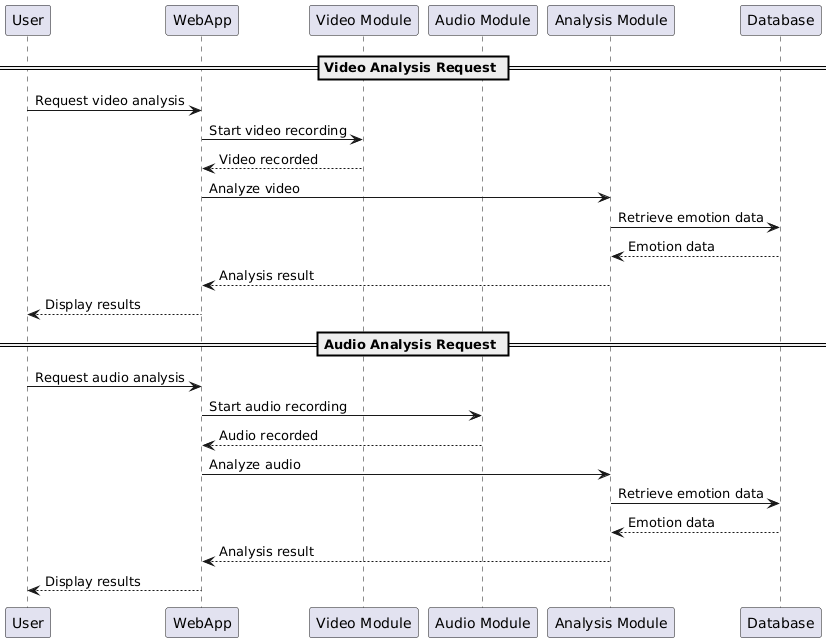 User WebApp Video Module Audio Module Analysis Module Database
Video Analysis Request
Request video analysis
Start video recording
Video recorded
Analyze video
Retrieve emotion data
Emotion data
Analysis result
Display results
Audio Analysis Request
Request audio analysis
Start audio recording
Audio recorded
Analyze audio
Retrieve emotion data
Emotion data
Analysis result
Display results
User WebApp Video Module Audio Module Analysis Module Database